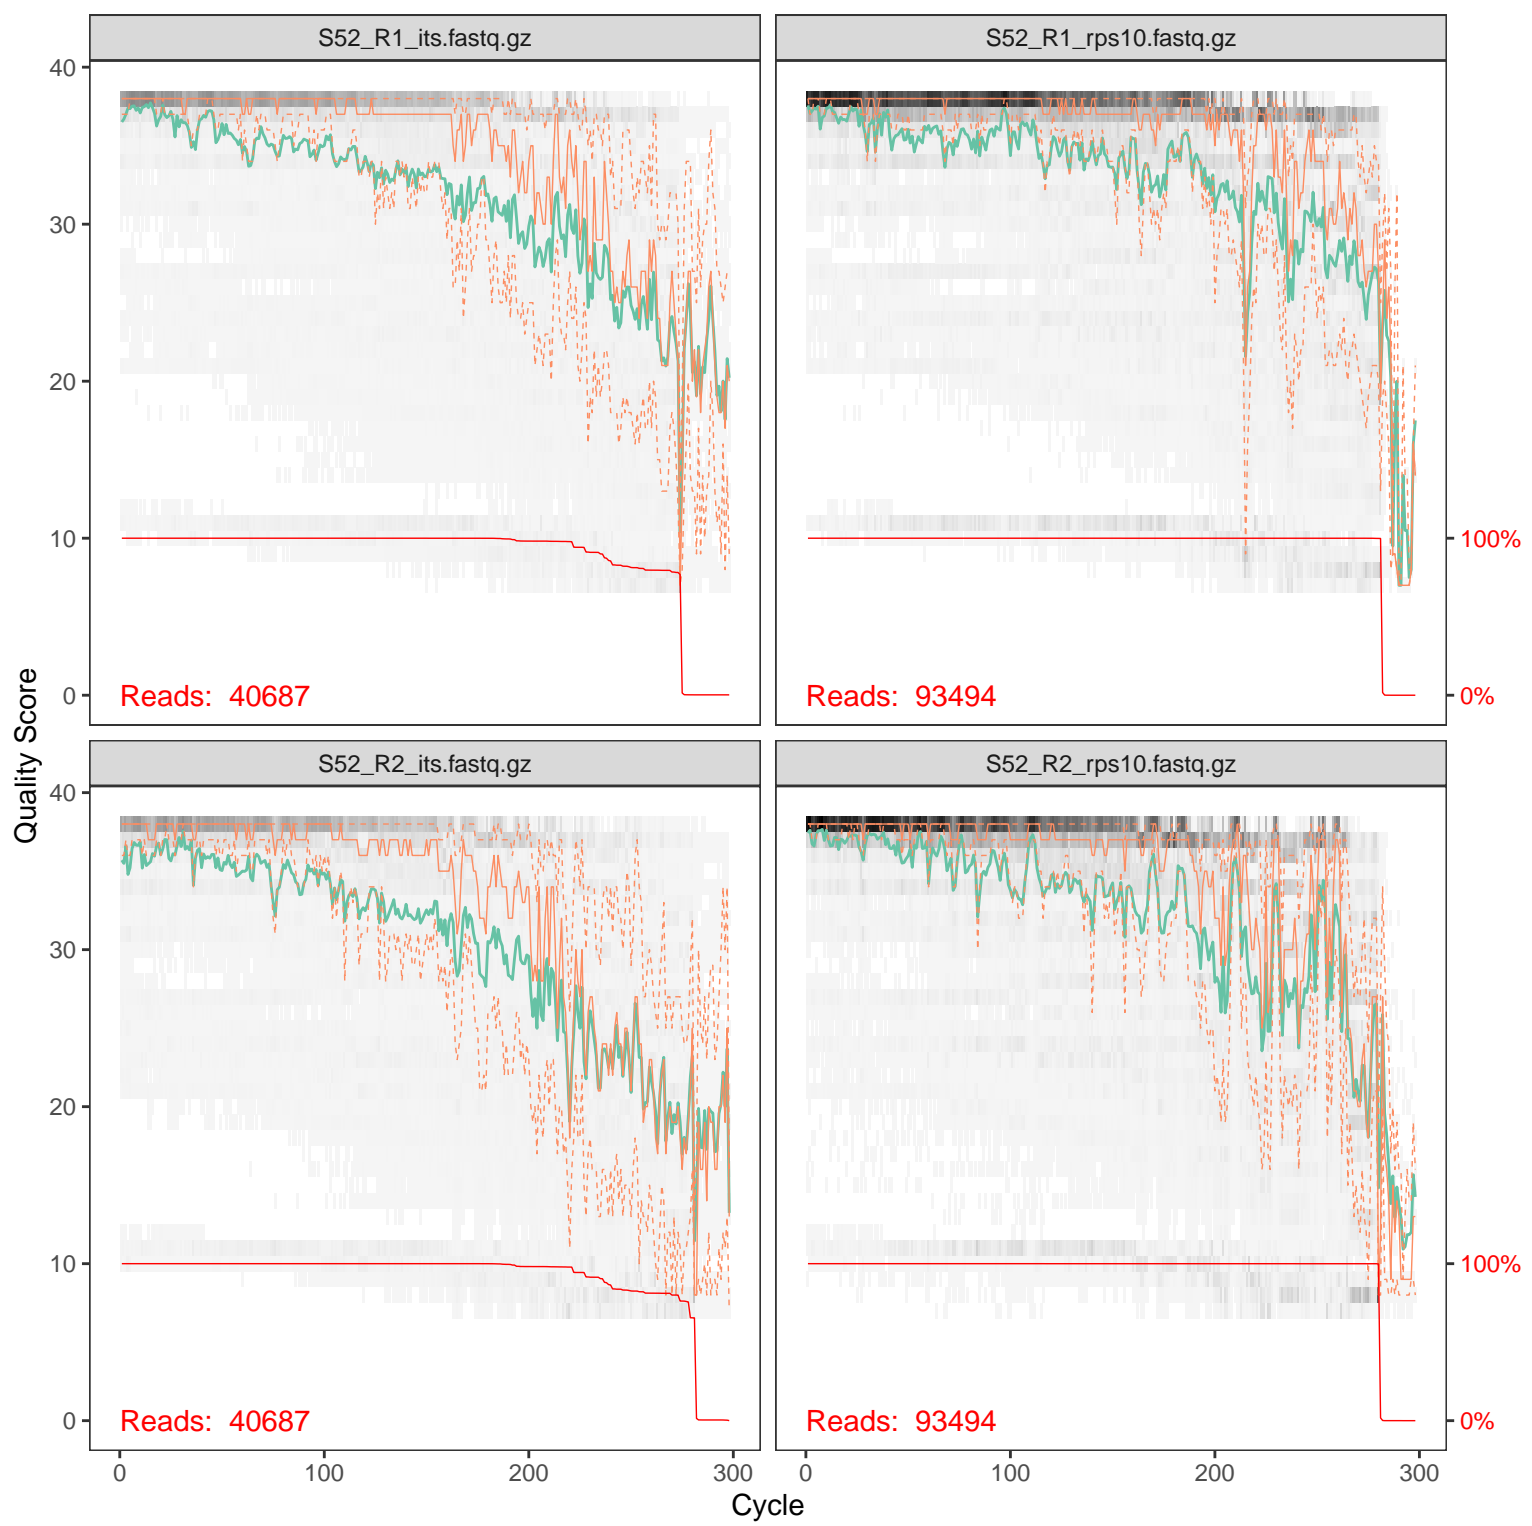 S52_R1_its.fastq.gz
S52_R1_rps10.fastq.gz
40
30
20
10
0
Reads: 40687
Reads: 93494
100%
0%
Quality Score
S52_R2_its.fastq.gz
S52_R2_rps10.fastq.gz
40
30
20
10
0
Reads: 40687
Reads: 93494
100%
0%
0 100 200 300
0 100 200 300
Cycle